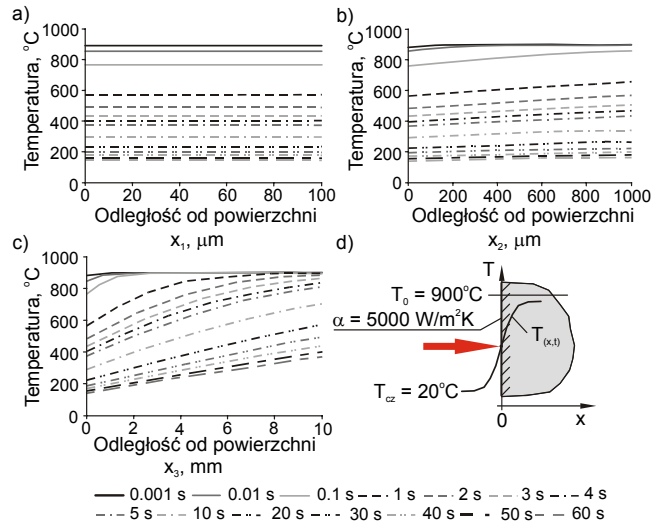 a)
1000
800
600
400
200
0
Temperatura, °C
0 20 40 60 80 100
Odległość od powierzchni
x₁, μm
b)
1000
800
600
400
200
0
Temperatura, °C
0 200 400 600 800 1000
Odległość od powierzchni
x₂, μm
c)
1000
800
600
400
200
0
Temperatura, °C
0 2 4 6 8 10
Odległość od powierzchni
x₃, mm
d)
T
T₀ = 900°C
α = 5000 W/m²K
T₍ₓ,ₜ₎
T_cz = 20°C
0
x
0.001 s 0.01 s 0.1 s 1 s 2 s 3 s 4 s
5 s 10 s 20 s 30 s 40 s 50 s 60 s